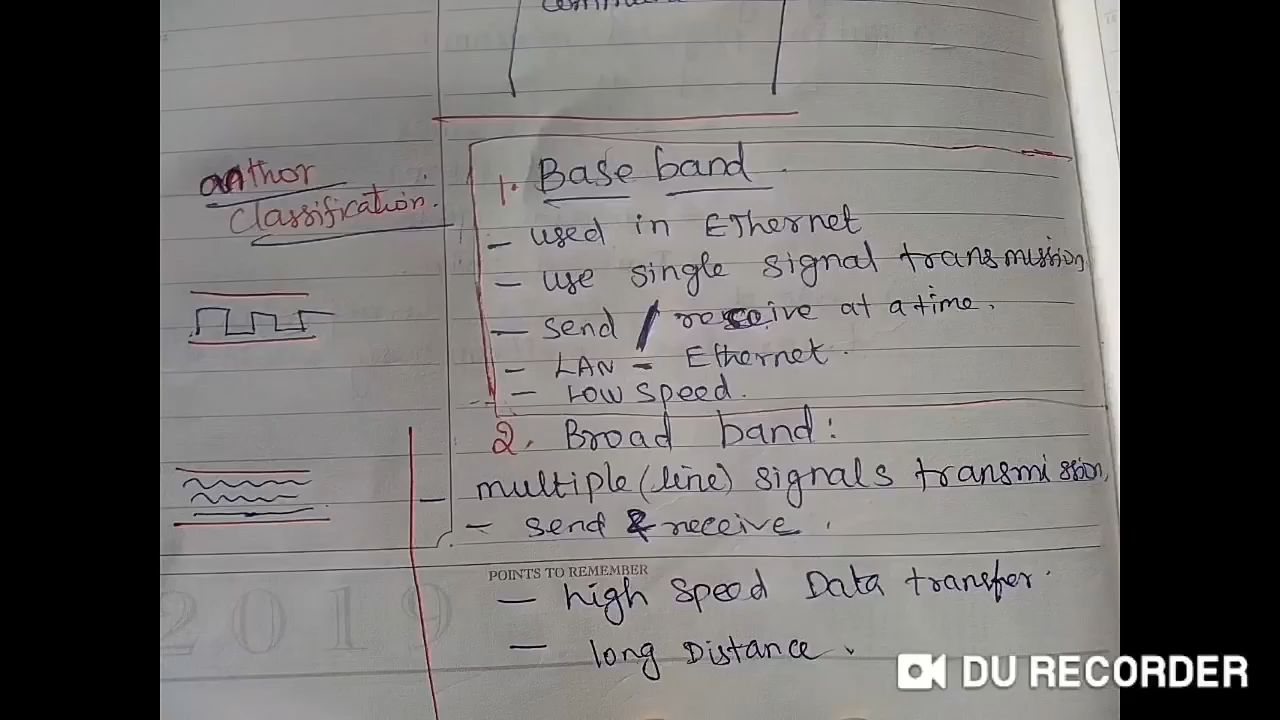 command
anthor
classification.
1. Base band
- used in EThernet
- use single signal transmission
- send / receive at a time.
- LAN - Ethernet.
- Low speed.
2. Broad band:
- multiple (line) signals transmission,
- send & receive.
POINTS TO REMEMBER
- high speed Data transfer.
- long Distance.
2019
DU RECORDER